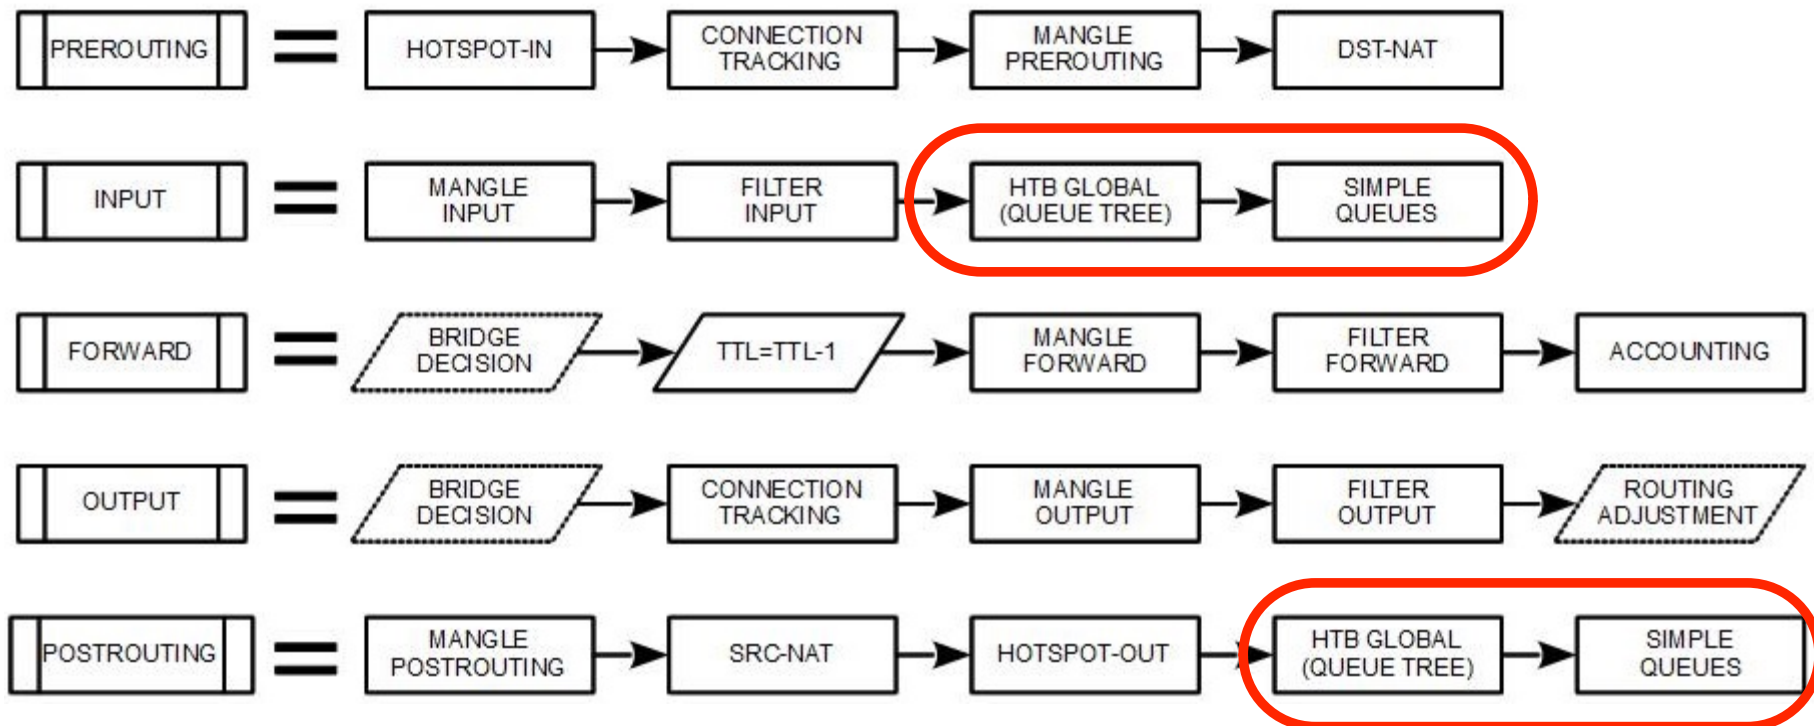 PREROUTING
HOTSPOT-IN
CONNECTION
TRACKING
MANGLE
PREROUTING
DST-NAT
INPUT
MANGLE
INPUT
FILTER
INPUT
HTB GLOBAL
(QUEUE TREE)
SIMPLE
QUEUES
FORWARD
BRIDGE
DECISION
TTL=TTL-1
MANGLE
FORWARD
FILTER
FORWARD
ACCOUNTING
OUTPUT
BRIDGE
DECISION
CONNECTION
TRACKING
MANGLE
OUTPUT
FILTER
OUTPUT
ROUTING
ADJUSTMENT
POSTROUTING
MANGLE
POSTROUTING
SRC-NAT
HOTSPOT-OUT
HTB GLOBAL
(QUEUE TREE)
SIMPLE
QUEUES